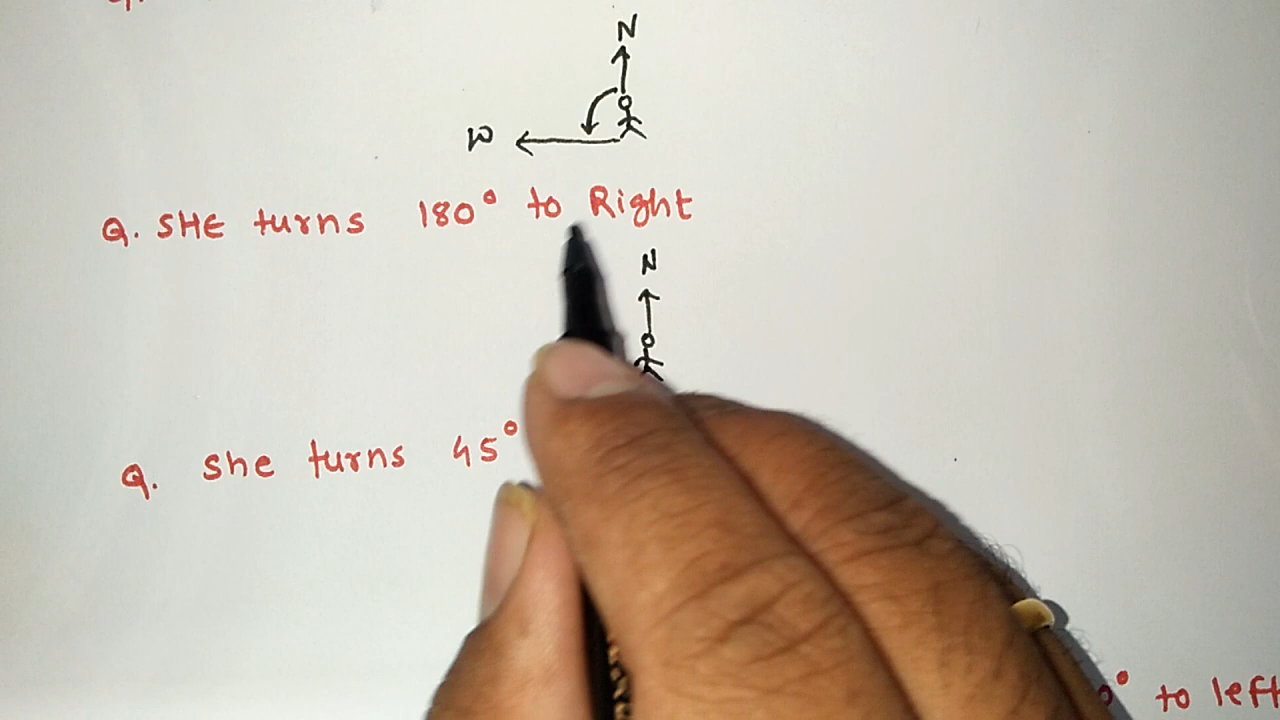 N
W
Q. SHE turns 180° to Right
N
Q. she turns 45°
° to left